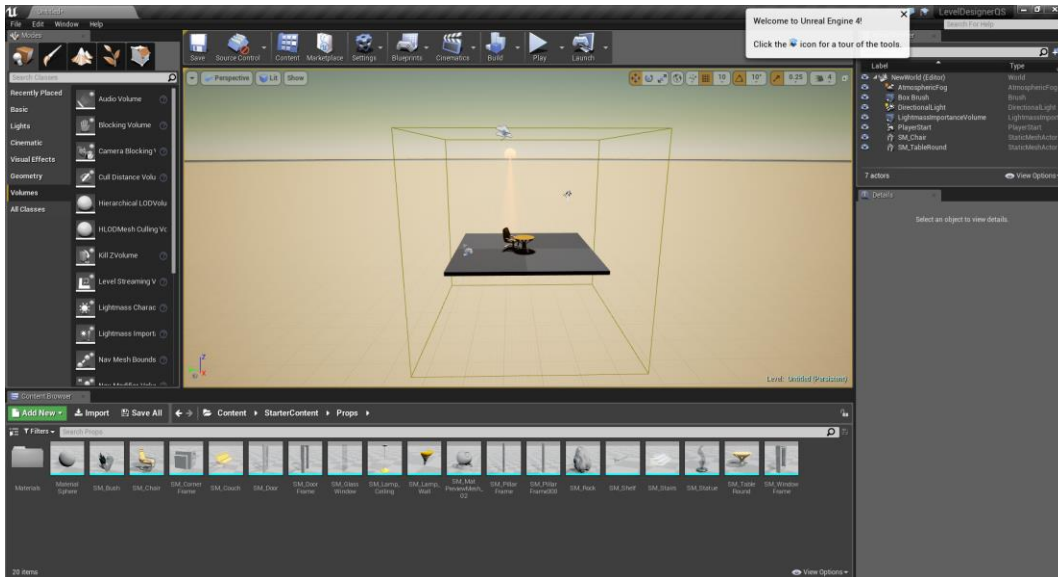 Untitled*
LevelDesignerQS
File Edit Window Help
Search For Help
Modes
Welcome to Unreal Engine 4!
Click the icon for a tour of the tools.
Save Source Control Content Marketplace Settings Blueprints Cinematics Build Play Launch
Search Classes
Recently Placed
Basic
Lights
Cinematic
Visual Effects
Geometry
Volumes
All Classes
Audio Volume
Blocking Volume
Camera Blocking
Cull Distance Volu
Hierarchical LODVolu
HLODMesh Culling Vo
Kill ZVolume
Level Streaming V
Lightmass Charac
Lightmass Import
Nav Mesh Bounds
Nav Modifier Volu
Perspective Lit Show
10 10° 0.25 4
Level: Untitled (Persistent)
Label Type
NewWorld (Editor) World
AtmosphericFog AtmosphericFog
Box Brush Brush
DirectionalLight DirectionalLight
LightmassImportanceVolume LightmassImport
PlayerStart PlayerStart
SM_Chair StaticMeshActor
SM_TableRound StaticMeshActor
7 actors View Options
Details
Select an object to view details.
Content Browser
Add New Import Save All Content StarterContent Props
Filters Search Props
Materials
Material Sphere
SM_Bush
SM_Chair
SM_Corner Frame
SM_Couch
SM_Door
SM_Door Frame
SM_Glass Window
SM_Lamp_ Ceiling
SM_Lamp_ Wall
SM_Mat PreviewMesh_ 02
SM_Pillar Frame
SM_Pillar Frame300
SM_Rock
SM_Shelf
SM_Stairs
SM_Statue
SM_Table Round
SM_Window Frame
20 items View Options